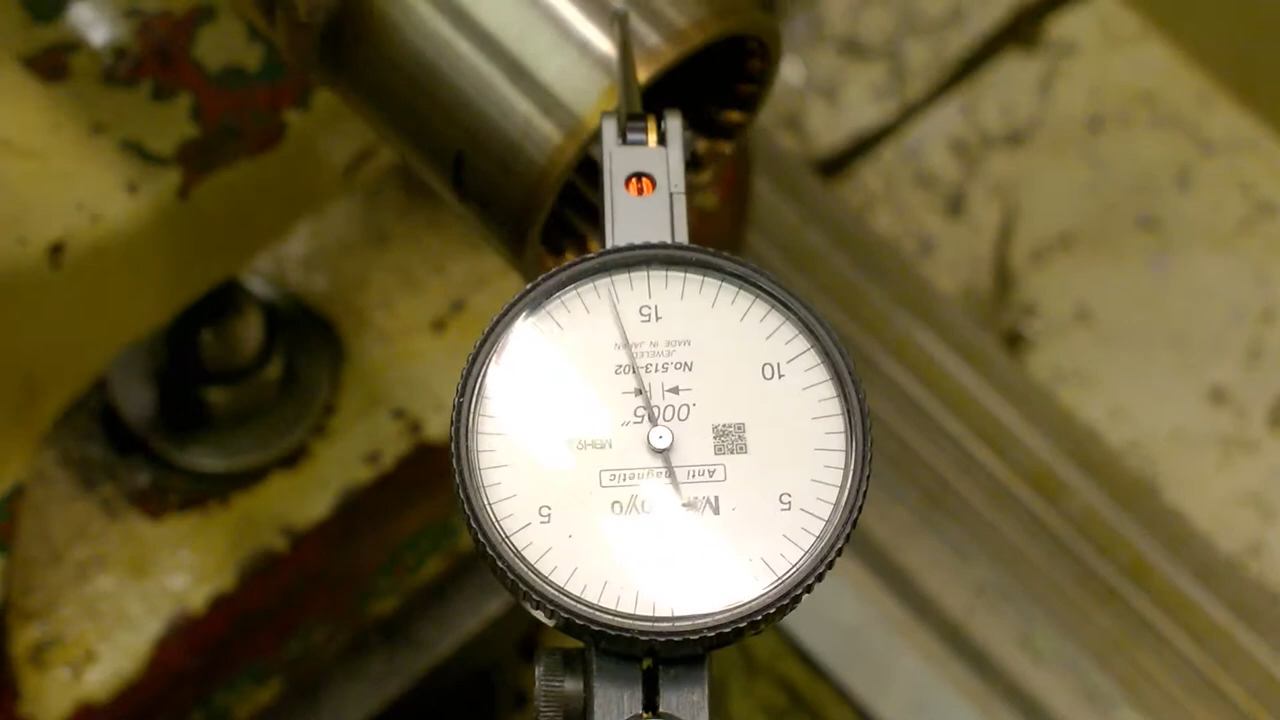 5
5
Anti magnetic
.0005"
10
No.513-402
JEWELED
MADE IN JAPAN
15